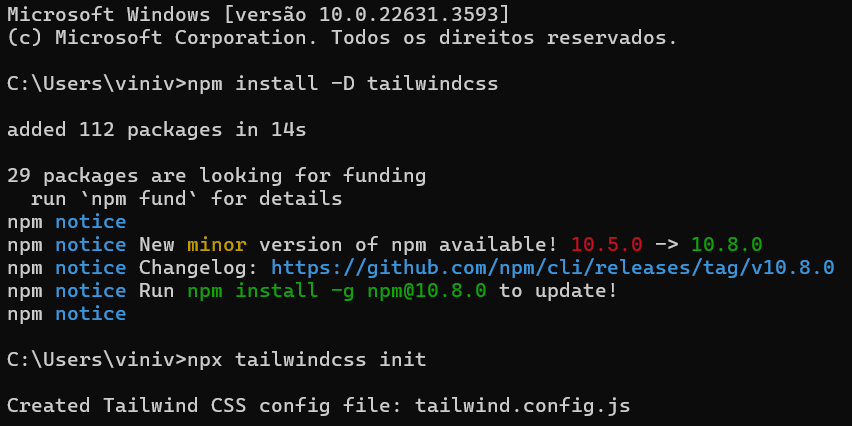 Microsoft Windows [versão 10.0.22631.3593]
(c) Microsoft Corporation. Todos os direitos reservados.
C:\Users\viniv>npm install -D tailwindcss
added 112 packages in 14s
29 packages are looking for funding
  run `npm fund` for details
npm notice
npm notice New minor version of npm available! 10.5.0 -> 10.8.0
npm notice Changelog: https://github.com/npm/cli/releases/tag/v10.8.0
npm notice Run npm install -g npm@10.8.0 to update!
npm notice
C:\Users\viniv>npx tailwindcss init
Created Tailwind CSS config file: tailwind.config.js